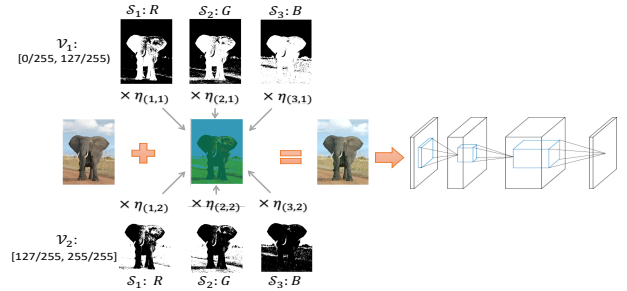 𝒮₁: R 𝒮₂: G 𝒮₃: B
𝒱₁:
[0/255, 127/255)
× η(1,1) × η(2,1) × η(3,1)
× η(1,2) × η(2,2) × η(3,2)
𝒱₂:
[127/255, 255/255]
𝒮₁: R 𝒮₂: G 𝒮₃: B